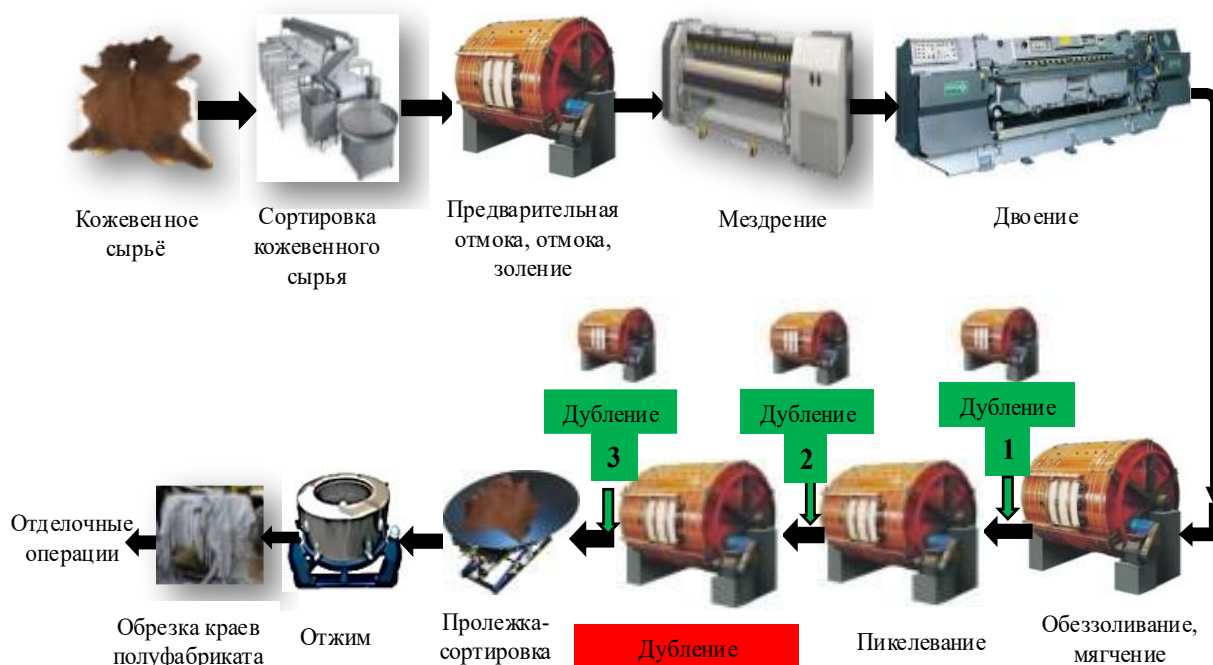 Кожевенное
сырьё
Сортировка
кожевенного
сырья
Предварительная
отмока, отмока,
золение
Мездрение
Двоение
Дубление
3
Дубление
2
Дубление
1
Отделочные
операции
Обрезка краев
полуфабриката
Отжим
Пролежка-
сортировка
Дубление
Пикелевание
Обеззоливание,
мягчение